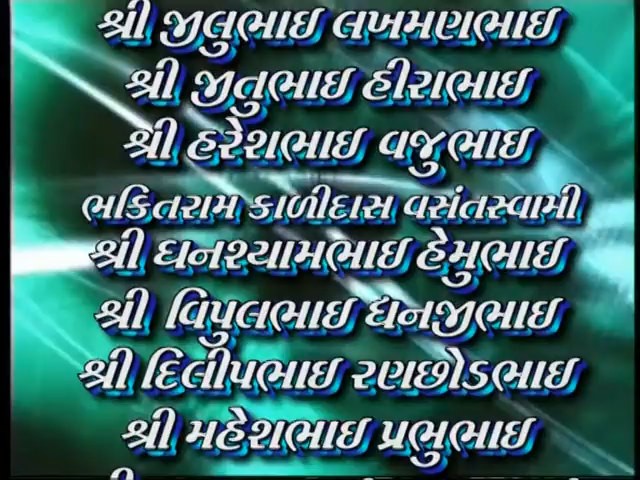 શ્રી જીલુભાઇ લખમણભાઇ
શ્રી જીતુભાઇ હીરાભાઇ
શ્રી હરેશભાઇ વજુભાઇ
ભકિતરામ કાળીદાસ વસંતસ્વામી
શ્રી ઘનશ્યામભાઇ હેમુભાઇ
શ્રી વિપુલભાઇ ધનજીભાઇ
શ્રી દિલીપભાઇ રણછોડભાઇ
શ્રી મહેશભાઇ પ્રભુભાઇ